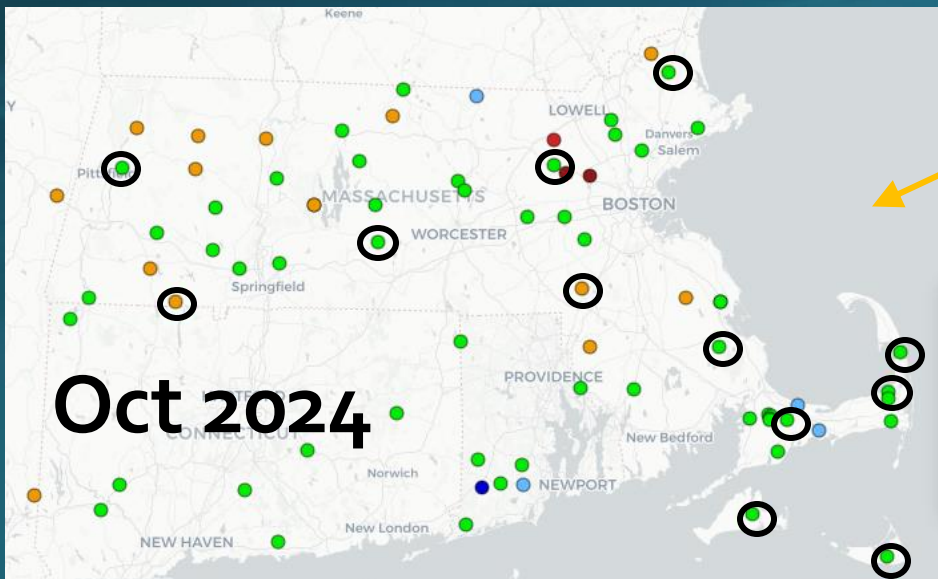 Keene
Y
LOWELL
Danvers
Salem
Pittsfield
MASSACHUSETTS
BOSTON
WORCESTER
Springfield
PROVIDENCE
Oct 2024
CONNECTICUT
New Bedford
Norwich
NEWPORT
New London
NEW HAVEN